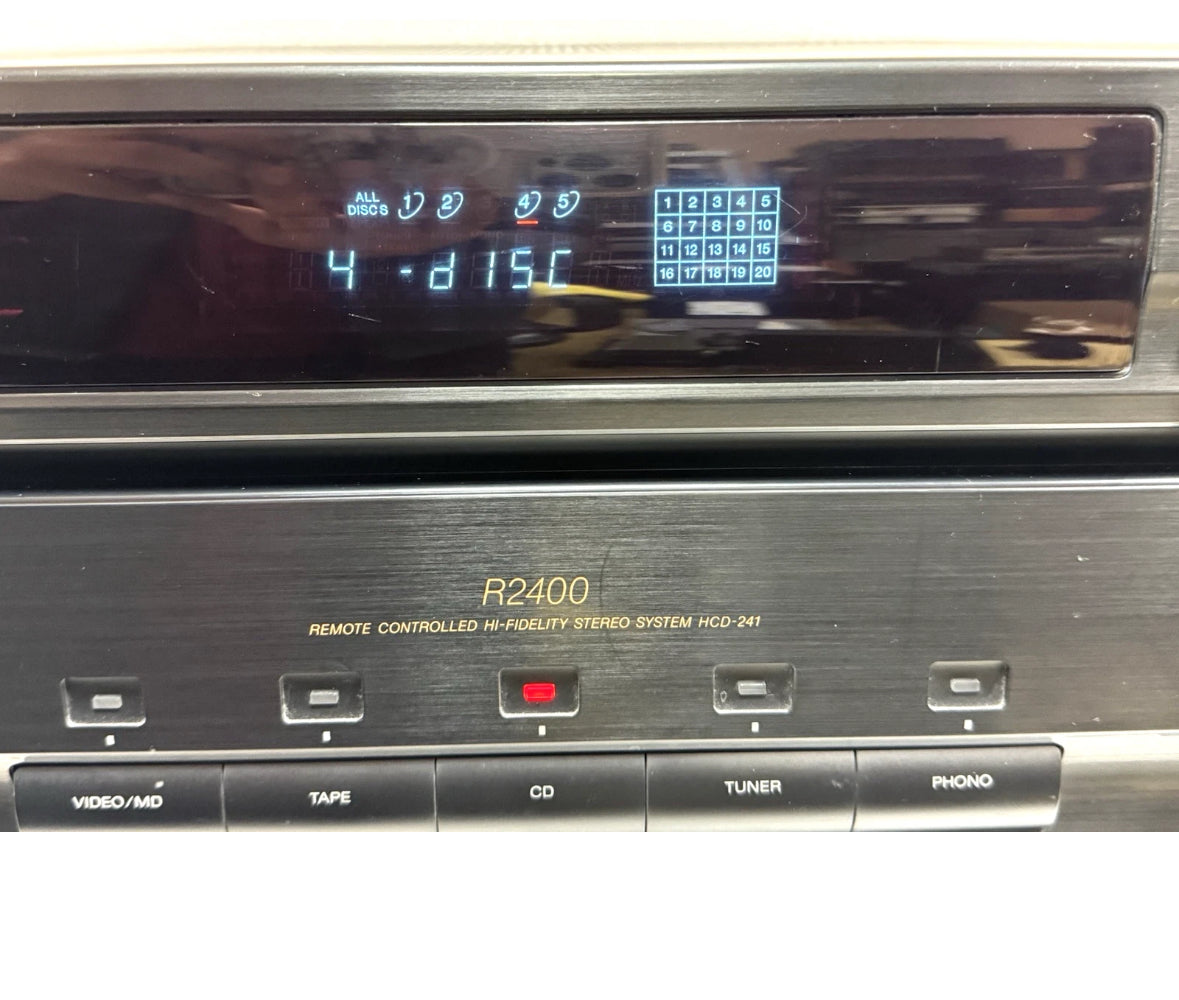 ALL DISCS 1 2 4 5
4 -dISC
1 2 3 4 5
6 7 8 9 10
11 12 13 14 15
16 17 18 19 20
R2400
REMOTE CONTROLLED HI-FIDELITY STEREO SYSTEM HCD-241
VIDEO/MD TAPE CD TUNER PHONO